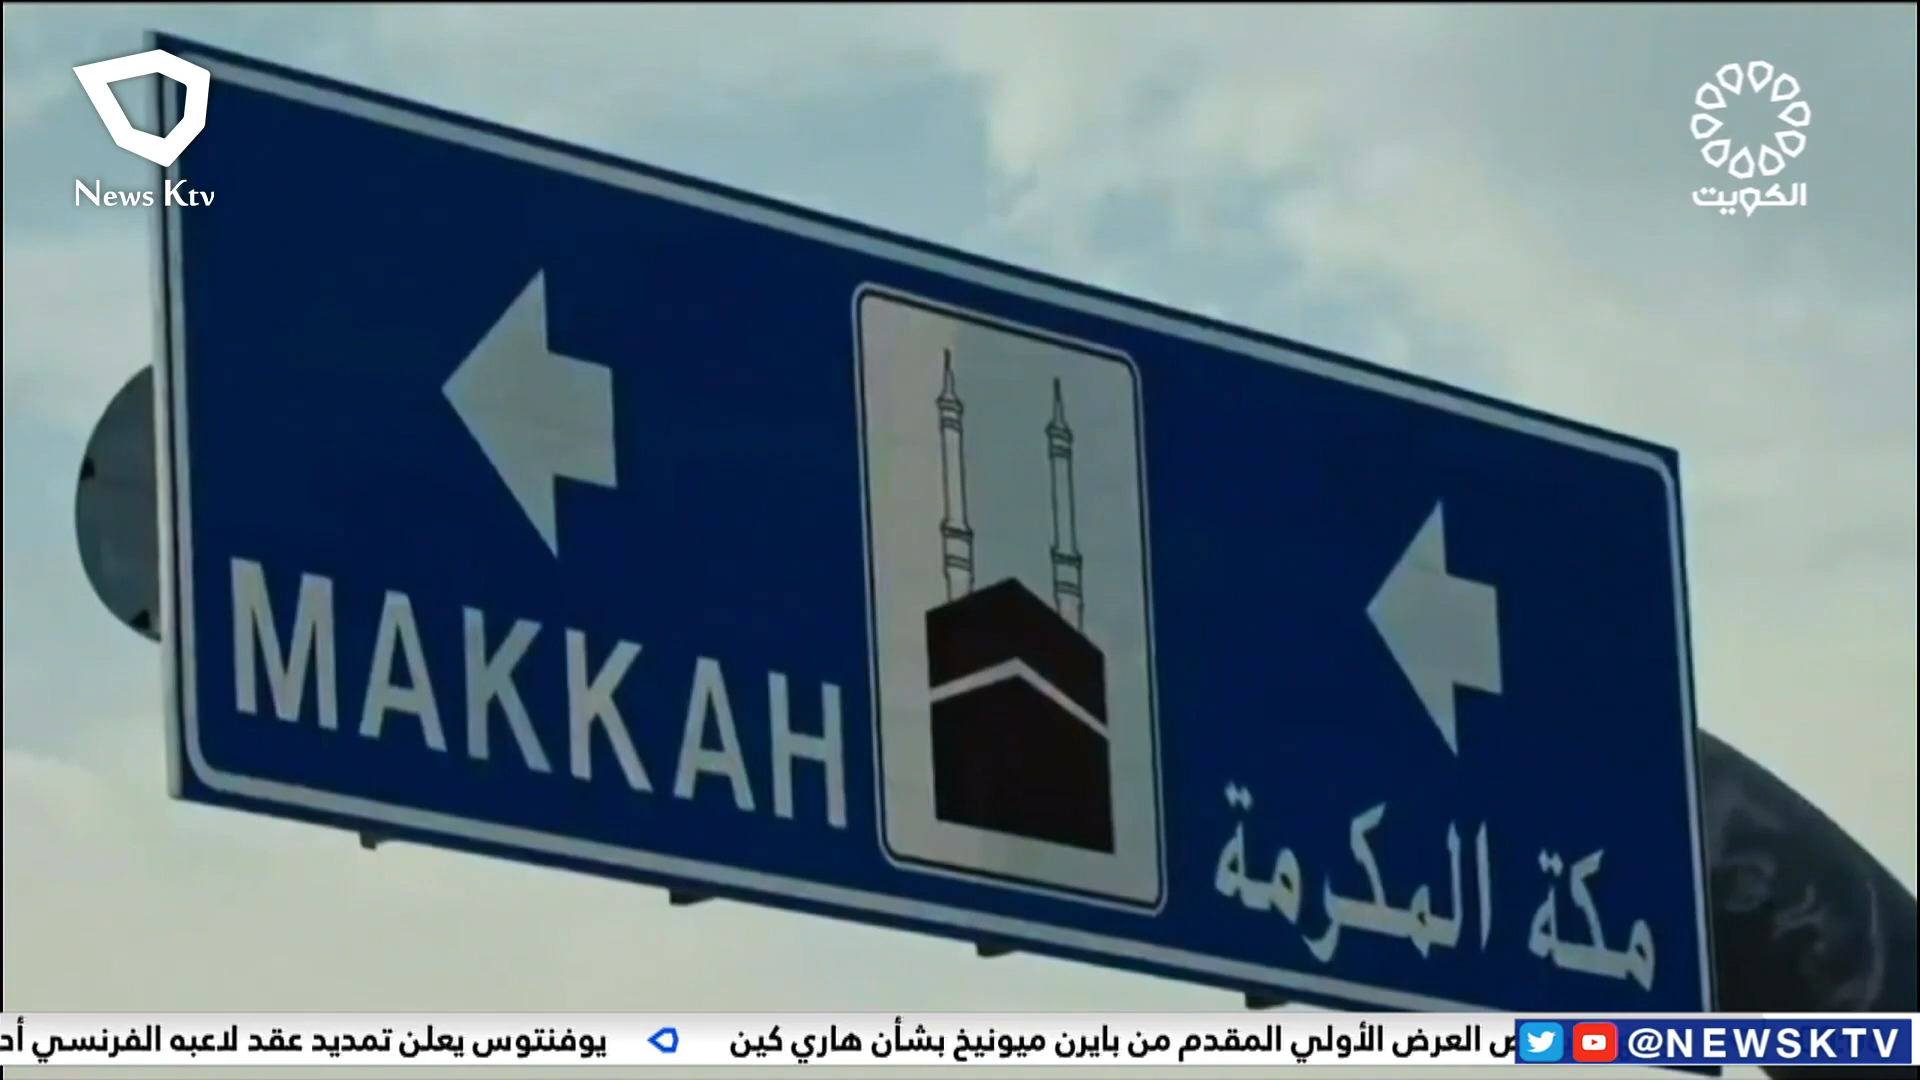 News Ktv
الكويت
MAKKAH
مكة المكرمة
العرض الأولي المقدم من بايرن ميونيخ بشأن هاري كين
يوفنتوس يعلن تمديد عقد لاعبه الفرنسي
@NEWSKTV